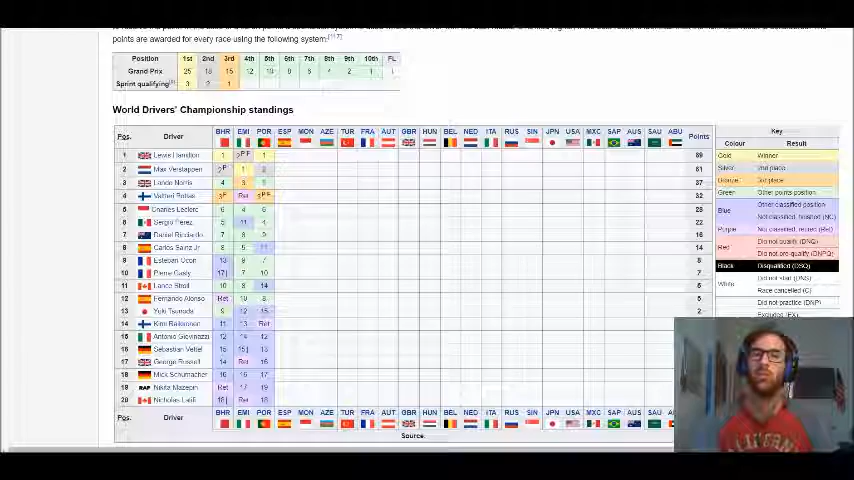 points are awarded for every race using the following system:[117]
Position 1st 2nd 3rd 4th 5th 6th 7th 8th 9th 10th FL
Grand Prix 25 18 15 12 10 8 6 4 2 1 1
Sprint qualifying 3 2 1
World Drivers' Championship standings
Pos. Driver BHR EMI POR ESP MON AZE TUR FRA AUT GBR HUN BEL NED ITA RUS SIN JPN USA MXC SAP AUS SAU ABU Points
1 Lewis Hamilton 1 2PF 1 69
2 Max Verstappen 2P 1 2 61
3 Lando Norris 4 3 5 37
4 Valtteri Bottas 3F Ret 3PF 32
5 Charles Leclerc 6 4 6 28
6 Sergio Pérez 5 11 4 22
7 Daniel Ricciardo 7 6 9 16
8 Carlos Sainz Jr 8 5 11 14
9 Esteban Ocon 13 9 7 8
10 Pierre Gasly 17† 7 10 7
11 Lance Stroll 10 8 14 5
12 Fernando Alonso Ret 10 8 5
13 Yuki Tsunoda 9 12 15 2
14 Kimi Räikkönen 11 13 Ret
15 Antonio Giovinazzi 12 14 12
16 Sebastian Vettel 15 15† 13
17 George Russell 14 Ret 16
18 Mick Schumacher 16 16 17
19 RAF Nikita Mazepin Ret 17 19
20 Nicholas Latifi 18† Ret 18
Pos. Driver BHR EMI POR ESP MON AZE TUR FRA AUT GBR HUN BEL NED ITA RUS SIN JPN USA MXC SAP AUS SAU ABU
Source:
Key
Colour Result
Gold Winner
Silver 2nd place
Bronze 3rd place
Green Other points position
Blue Other classified position
Not classified, finished (NC)
Purple Not classified, retired (Ret)
Red Did not qualify (DNQ)
Did not pre-qualify (DNPQ)
Black Disqualified (DSQ)
White Did not start (DNS)
Race cancelled (C)
Did not practice (DNP)
Excluded (EX)
CALIFORNIA